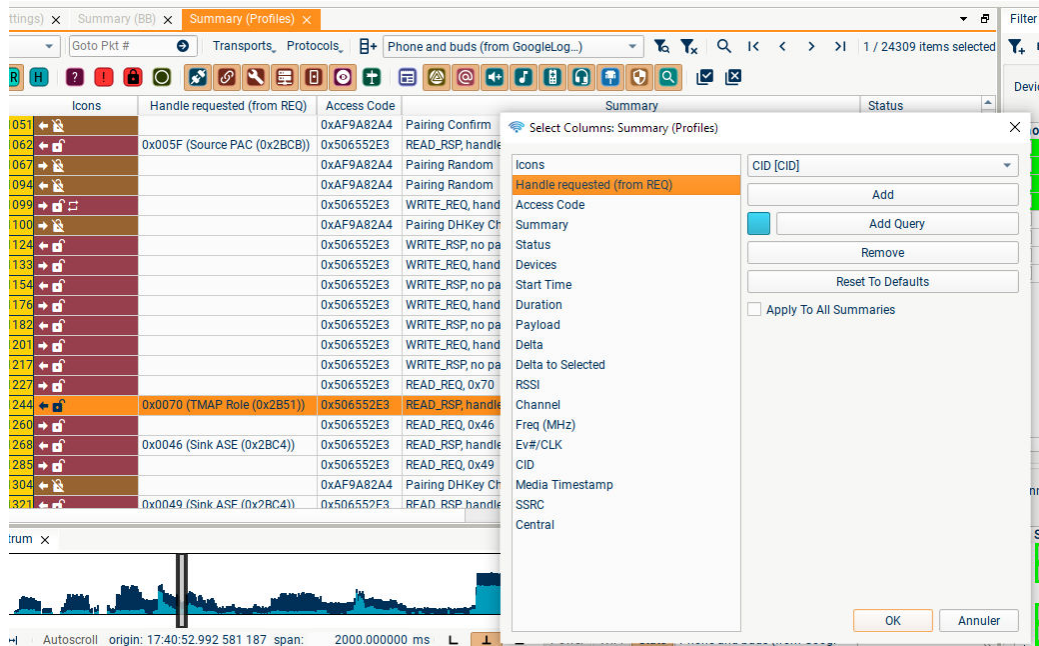 ttings) × Summary (BB) × Summary (Profiles) × Filter
Goto Pkt # Transports Protocols Phone and buds (from GoogleLog...) 1 / 24309 items selected
R H ? !
Devi
Icons Handle requested (from REQ) Access Code Summary Status
051 0xAF9A82A4 Pairing Confirm
062 0x005F (Source PAC (0x2BCB)) 0x506552E3 READ_RSP, handle
067 0xAF9A82A4 Pairing Random
094 0xAF9A82A4 Pairing Random
099 0x506552E3 WRITE_REQ, hand
100 0xAF9A82A4 Pairing DHKey Ch
124 0x506552E3 WRITE_RSP, no pa
133 0x506552E3 WRITE_REQ, hand
154 0x506552E3 WRITE_RSP, no pa
176 0x506552E3 WRITE_REQ, hand
182 0x506552E3 WRITE_RSP, no pa
201 0x506552E3 WRITE_REQ, hand
217 0x506552E3 WRITE_RSP, no pa
227 0x506552E3 READ_REQ, 0x70
244 0x0070 (TMAP Role (0x2B51)) 0x506552E3 READ_RSP, handle
260 0x506552E3 READ_REQ, 0x46
268 0x0046 (Sink ASE (0x2BC4)) 0x506552E3 READ_RSP, handle
285 0x506552E3 READ_REQ, 0x49
304 0xAF9A82A4 Pairing DHKey Ch
321 0x0049 (Sink ASE (0x2BC4)) 0x506552E3 READ_RSP, handle
Select Columns: Summary (Profiles)
Icons
Handle requested (from REQ)
Access Code
Summary
Status
Devices
Start Time
Duration
Payload
Delta
Delta to Selected
RSSI
Channel
Freq (MHz)
Ev#/CLK
CID
Media Timestamp
SSRC
Central
CID [CID]
Add
Add Query
Remove
Reset To Defaults
Apply To All Summaries
OK Annuler
trum ×
Autoscroll origin: 17:40:52.992 581 187 span: 2000.000000 ms